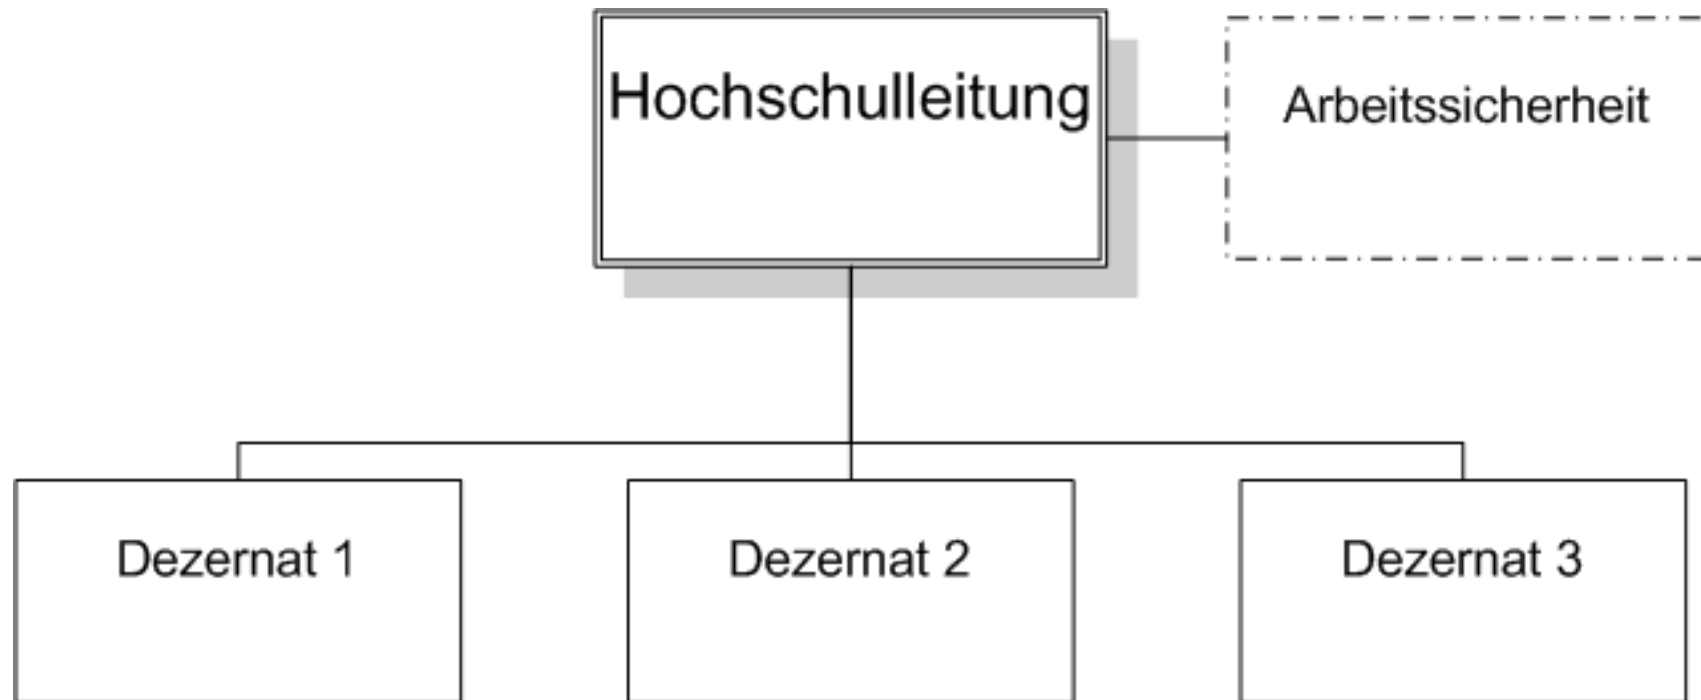 Hochschulleitung
Arbeitssicherheit
Dezernat 1
Dezernat 2
Dezernat 3